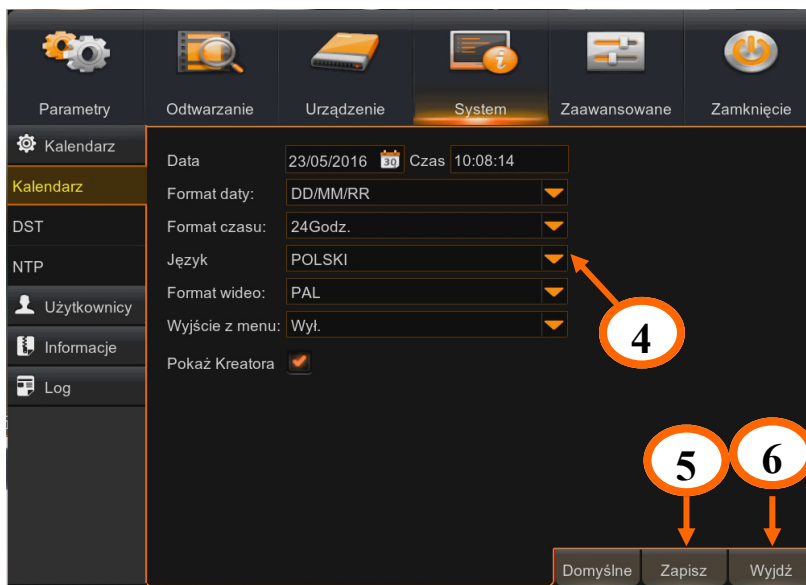 Parametry Odtwarzanie Urządzenie System Zaawansowane Zamknięcie
Kalendarz
Kalendarz
DST
NTP
Użytkownicy
Informacje
Log
Data 23/05/2016 30 Czas 10:08:14
Format daty: DD/MM/RR
Format czasu: 24Godz.
Język POLSKI
Format wideo: PAL
Wyjście z menu: Wył.
Pokaż Kreatora
4
5 6
Domyślne Zapisz Wyjdź